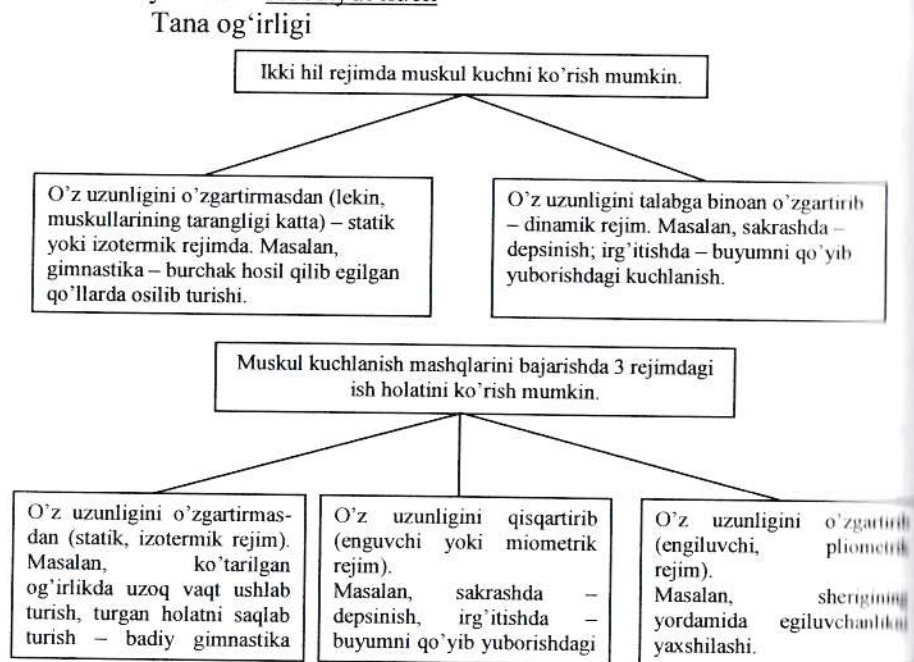 Tana og‘irligi
Ikki hil rejimda muskul kuchni ko’rish mumkin.
O’z uzunligini o’zgartirmasdan (lekin,
muskullarining tarangligi katta) – statik
yoki izotermik rejimda. Masalan,
gimnastika – burchak hosil qilib egilgan
qo’llarda osilib turishi.
O’z uzunligini talabga binoan o’zgartirib
– dinamik rejim. Masalan, sakrashda –
depsinish; irg’itishda – buyumni qo’yib
yuborishdagi kuchlanish.
Muskul kuchlanish mashqlarini bajarishda 3 rejimdagi
ish holatini ko’rish mumkin.
O’z uzunligini o’zgartirmas-
dan (statik, izotermik rejim).
Masalan, ko’tarilgan
og’irlikda uzoq vaqt ushlab
turish, turgan holatni saqlab
turish – badiy gimnastika
O’z uzunligini qisqartirib
(enguvchi yoki miometrik
rejim).
Masalan, sakrashda –
depsinish, irg’itishda –
buyumni qo’yib yuborishdagi
O’z uzunligini o’zgartirib
(engiluvchi, pliometrik
rejim).
Masalan, sherigining
yordamida egiluvchanlikni
yaxshilashi.